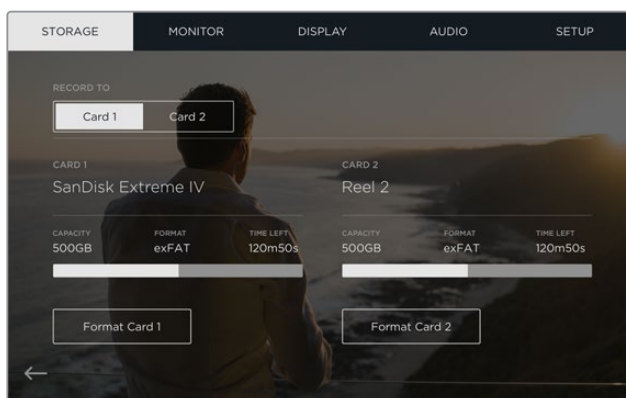 STORAGE MONITOR DISPLAY AUDIO SETUP
RECORD TO
Card 1 Card 2
CARD 1 CARD 2
SanDisk Extreme IV Reel 2
CAPACITY FORMAT TIME LEFT CAPACITY FORMAT TIME LEFT
500GB exFAT 120m50s 500GB exFAT 120m50s
Format Card 1 Format Card 2